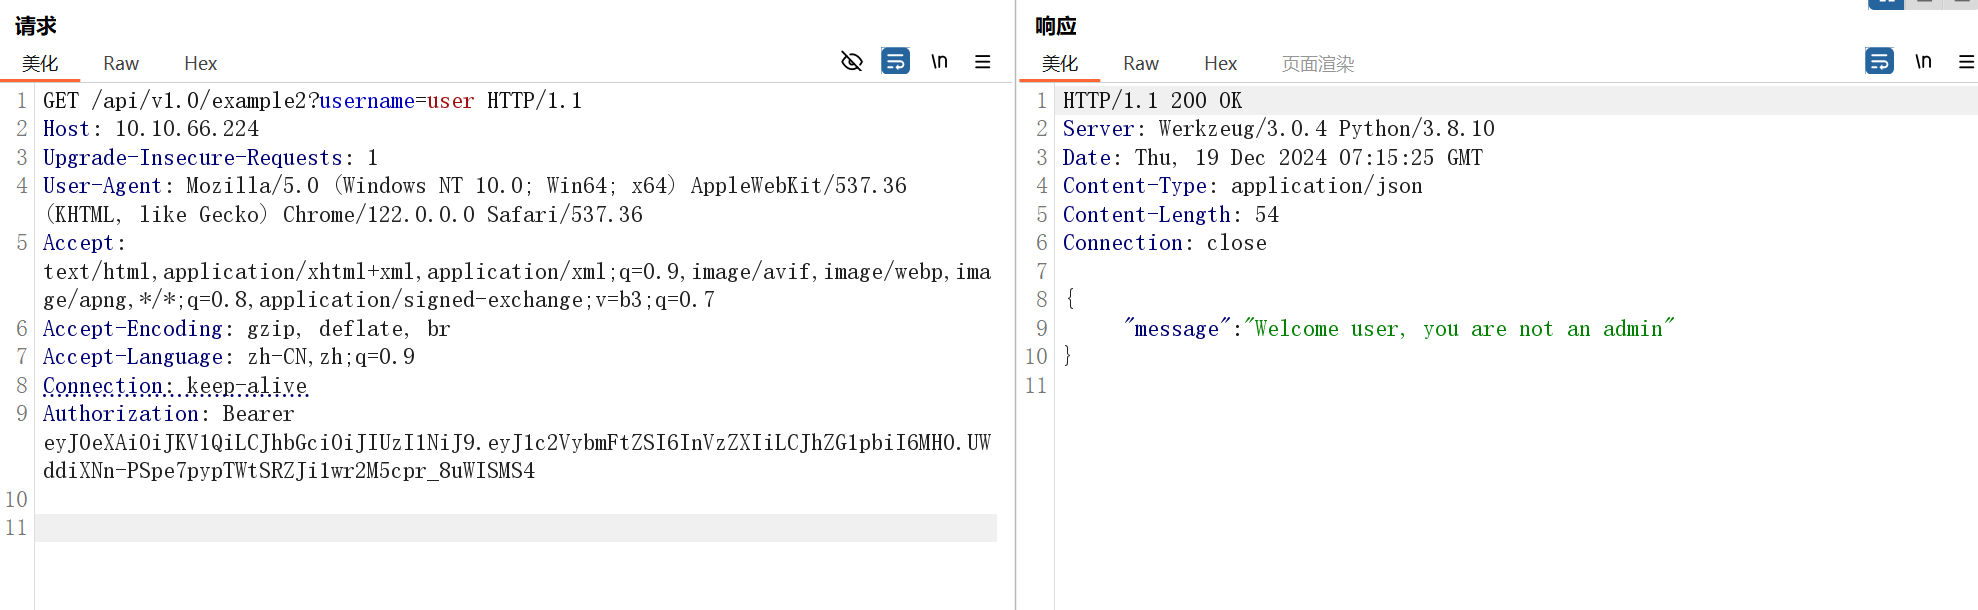 请求
美化 Raw Hex \n
1 GET /api/v1.0/example2?username=user HTTP/1.1
2 Host: 10.10.66.224
3 Upgrade-Insecure-Requests: 1
4 User-Agent: Mozilla/5.0 (Windows NT 10.0; Win64; x64) AppleWebKit/537.36
(KHTML, like Gecko) Chrome/122.0.0.0 Safari/537.36
5 Accept:
text/html,application/xhtml+xml,application/xml;q=0.9,image/avif,image/webp,ima
ge/apng,*/*;q=0.8,application/signed-exchange;v=b3;q=0.7
6 Accept-Encoding: gzip, deflate, br
7 Accept-Language: zh-CN,zh;q=0.9
8 Connection: keep-alive
9 Authorization: Bearer
eyJ0eXAiOiJKV1QiLCJhbGciOiJIUzI1NiJ9.eyJ1c2VybmFtZSI6InVzZXIiLCJhZG1pbiI6MH0.UW
ddiXNn-PSpe7pypTWtSRZJi1wr2M5cpr_8uWISMS4
10
11
响应
美化 Raw Hex 页面渲染 \n
1 HTTP/1.1 200 OK
2 Server: Werkzeug/3.0.4 Python/3.8.10
3 Date: Thu, 19 Dec 2024 07:15:25 GMT
4 Content-Type: application/json
5 Content-Length: 54
6 Connection: close
7
8 {
9 "message":"Welcome user, you are not an admin"
10 }
11